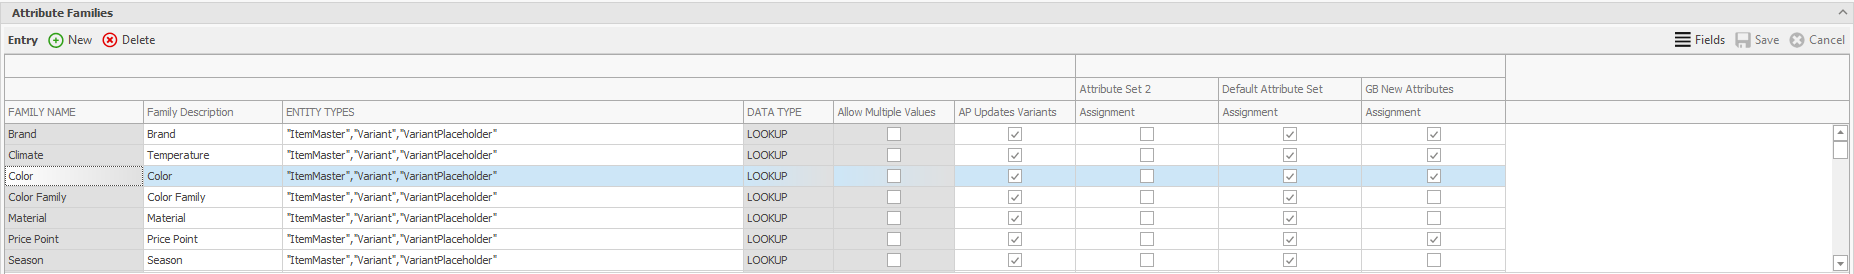 Attribute Families
Entry New Delete Fields Save Cancel
Attribute Set 2 Default Attribute Set GB New Attributes
FAMILY NAME Family Description ENTITY TYPES DATA TYPE Allow Multiple Values AP Updates Variants Assignment Assignment Assignment
Brand Brand "ItemMaster","Variant","VariantPlaceholder" LOOKUP
Climate Temperature "ItemMaster","Variant","VariantPlaceholder" LOOKUP
Color Color "ItemMaster","Variant","VariantPlaceholder" LOOKUP
Color Family Color Family "ItemMaster","Variant","VariantPlaceholder" LOOKUP
Material Material "ItemMaster","Variant","VariantPlaceholder" LOOKUP
Price Point Price Point "ItemMaster","Variant","VariantPlaceholder" LOOKUP
Season Season "ItemMaster","Variant","VariantPlaceholder" LOOKUP